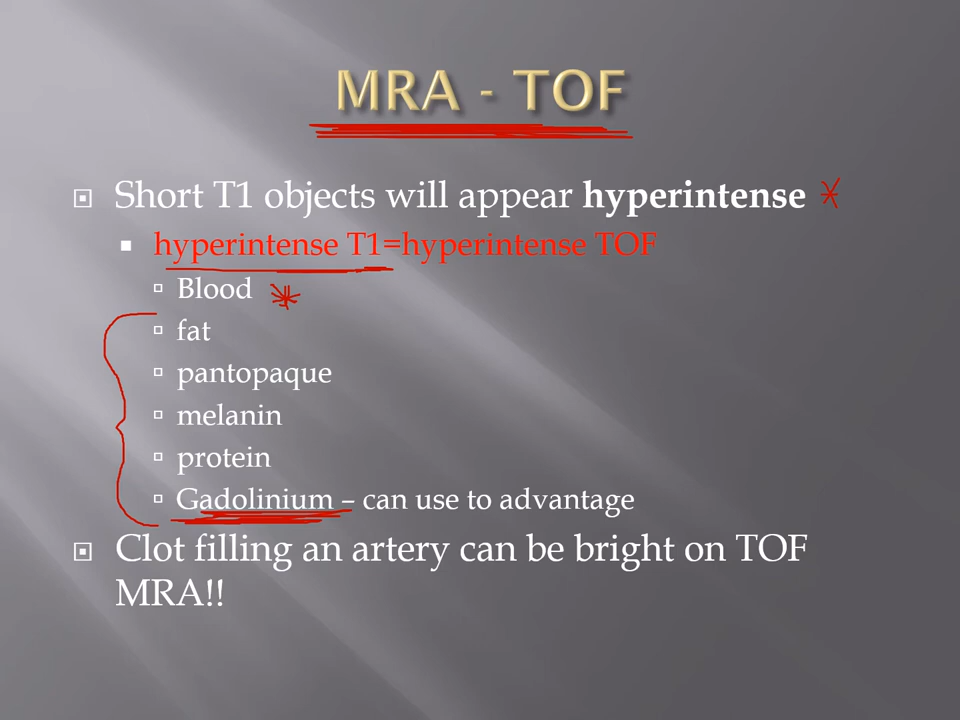 MRA - TOF
Short T1 objects will appear hyperintense
hyperintense T1=hyperintense TOF
Blood
fat
pantopaque
melanin
protein
Gadolinium – can use to advantage
Clot filling an artery can be bright on TOF
MRA!!